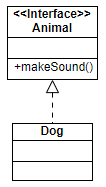 <<Interface>>
Animal
+makeSound()
Dog